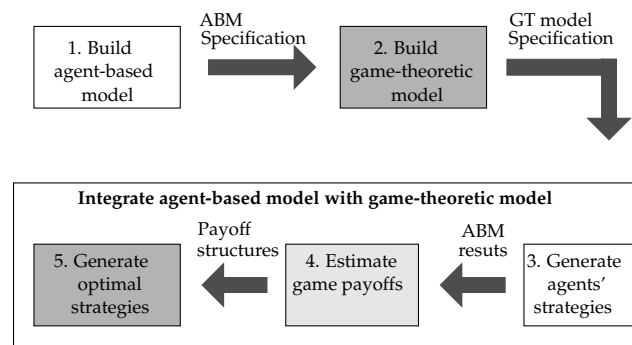 ABM
Specification
GT model
Specification
1. Build
agent-based
model
2. Build
game-theoretic
model
Integrate agent-based model with game-theoretic model
Payoff
structures
ABM
resuts
5. Generate
optimal
strategies
4. Estimate
game payoffs
3. Generate
agents'
strategies